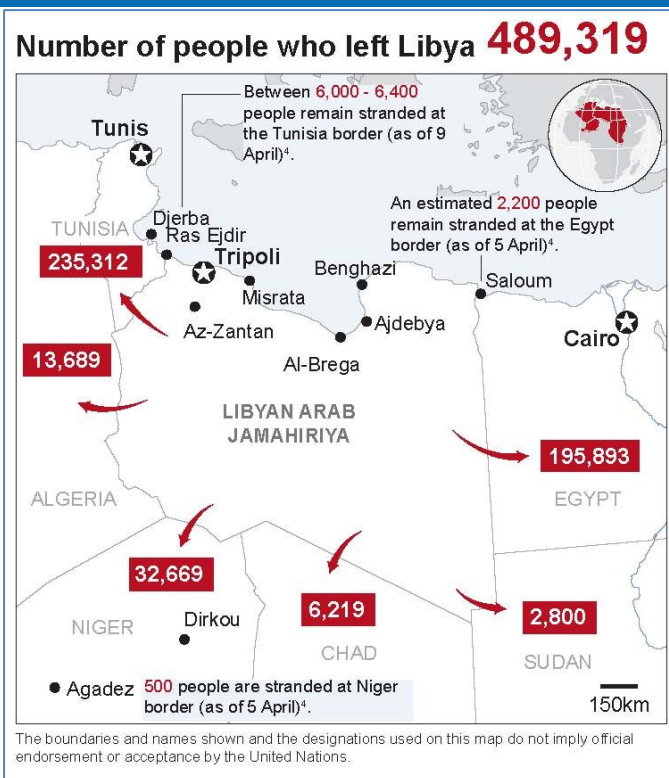 Number of people who left Libya 489,319
Between 6,000 - 6,400
people remain stranded at
the Tunisia border (as of 9
April)⁴.
Tunis
An estimated 2,200 people
remain stranded at the Egypt
border (as of 5 April)⁴.
TUNISIA
Djerba
Ras Ejdir
235,312
Tripoli
Benghazi
Saloum
Misrata
Az-Zantan
Ajdebya
Cairo
13,689
Al-Brega
LIBYAN ARAB
JAMAHIRIYA
195,893
ALGERIA
EGYPT
32,669
6,219
2,800
Dirkou
NIGER
CHAD
SUDAN
Agadez
500 people are stranded at Niger
border (as of 5 April)⁴.
150km
The boundaries and names shown and the designations used on this map do not imply official
endorsement or acceptance by the United Nations.